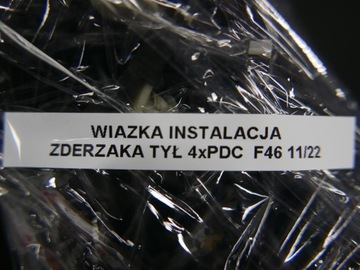 WIAZKA INSTALACJA
ZDERZAKA TYŁ 4xPDC F46 11/22